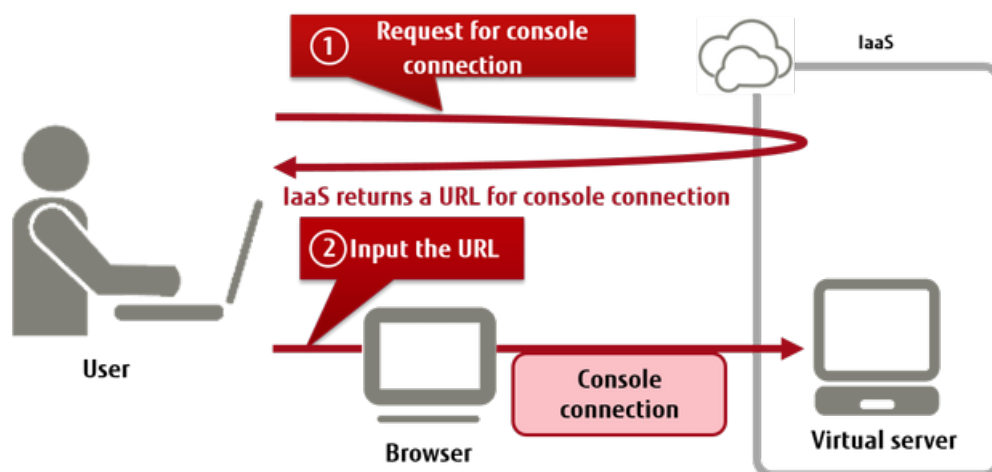 ① Request for console
connection
IaaS
IaaS returns a URL for console connection
② Input the URL
User
Console
connection
Browser
Virtual server